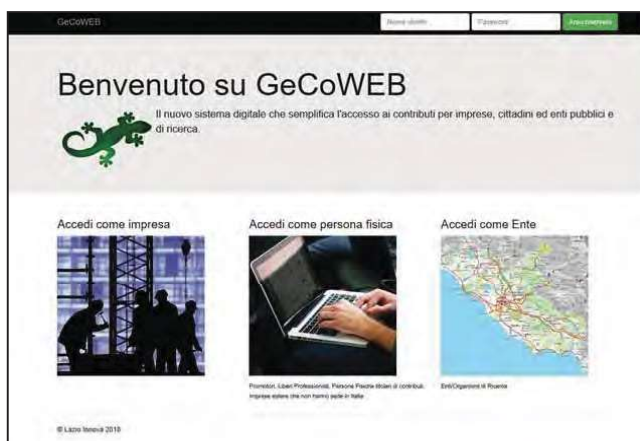 GeCoWEB
Nome utente
Password
Benvenuto su GeCoWEB
Il nuovo sistema digitale che semplifica l'accesso ai contributi per imprese, cittadini ed enti pubblici e
di ricerca.
Accedi come impresa
Accedi come persona fisica
Accedi come Ente
Promotori, Liberi Professionisti, Persone Fisiche titolari di contributi,
imprese estere che non hanno sede in Italia
Enti/Organismi di Ricerca
© Lazio Innova 2018